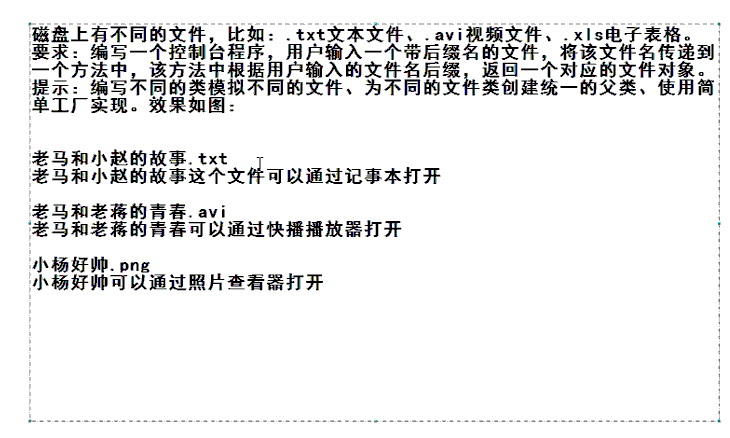 磁盘上有不同的文件，比如：.txt文本文件、.avi视频文件、.xls电子表格。
要求：编写一个控制台程序，用户输入一个带后缀名的文件，将该文件名传递到
一个方法中，该方法中根据用户输入的文件名后缀，返回一个对应的文件对象。
提示：编写不同的类模拟不同的文件、为不同的文件类创建统一的父类、使用简
单工厂实现。效果如图：
老马和小赵的故事.txt
老马和小赵的故事这个文件可以通过记事本打开
老马和老蒋的青春.avi
老马和老蒋的青春可以通过快播播放器打开
小杨好帅.png
小杨好帅可以通过照片查看器打开